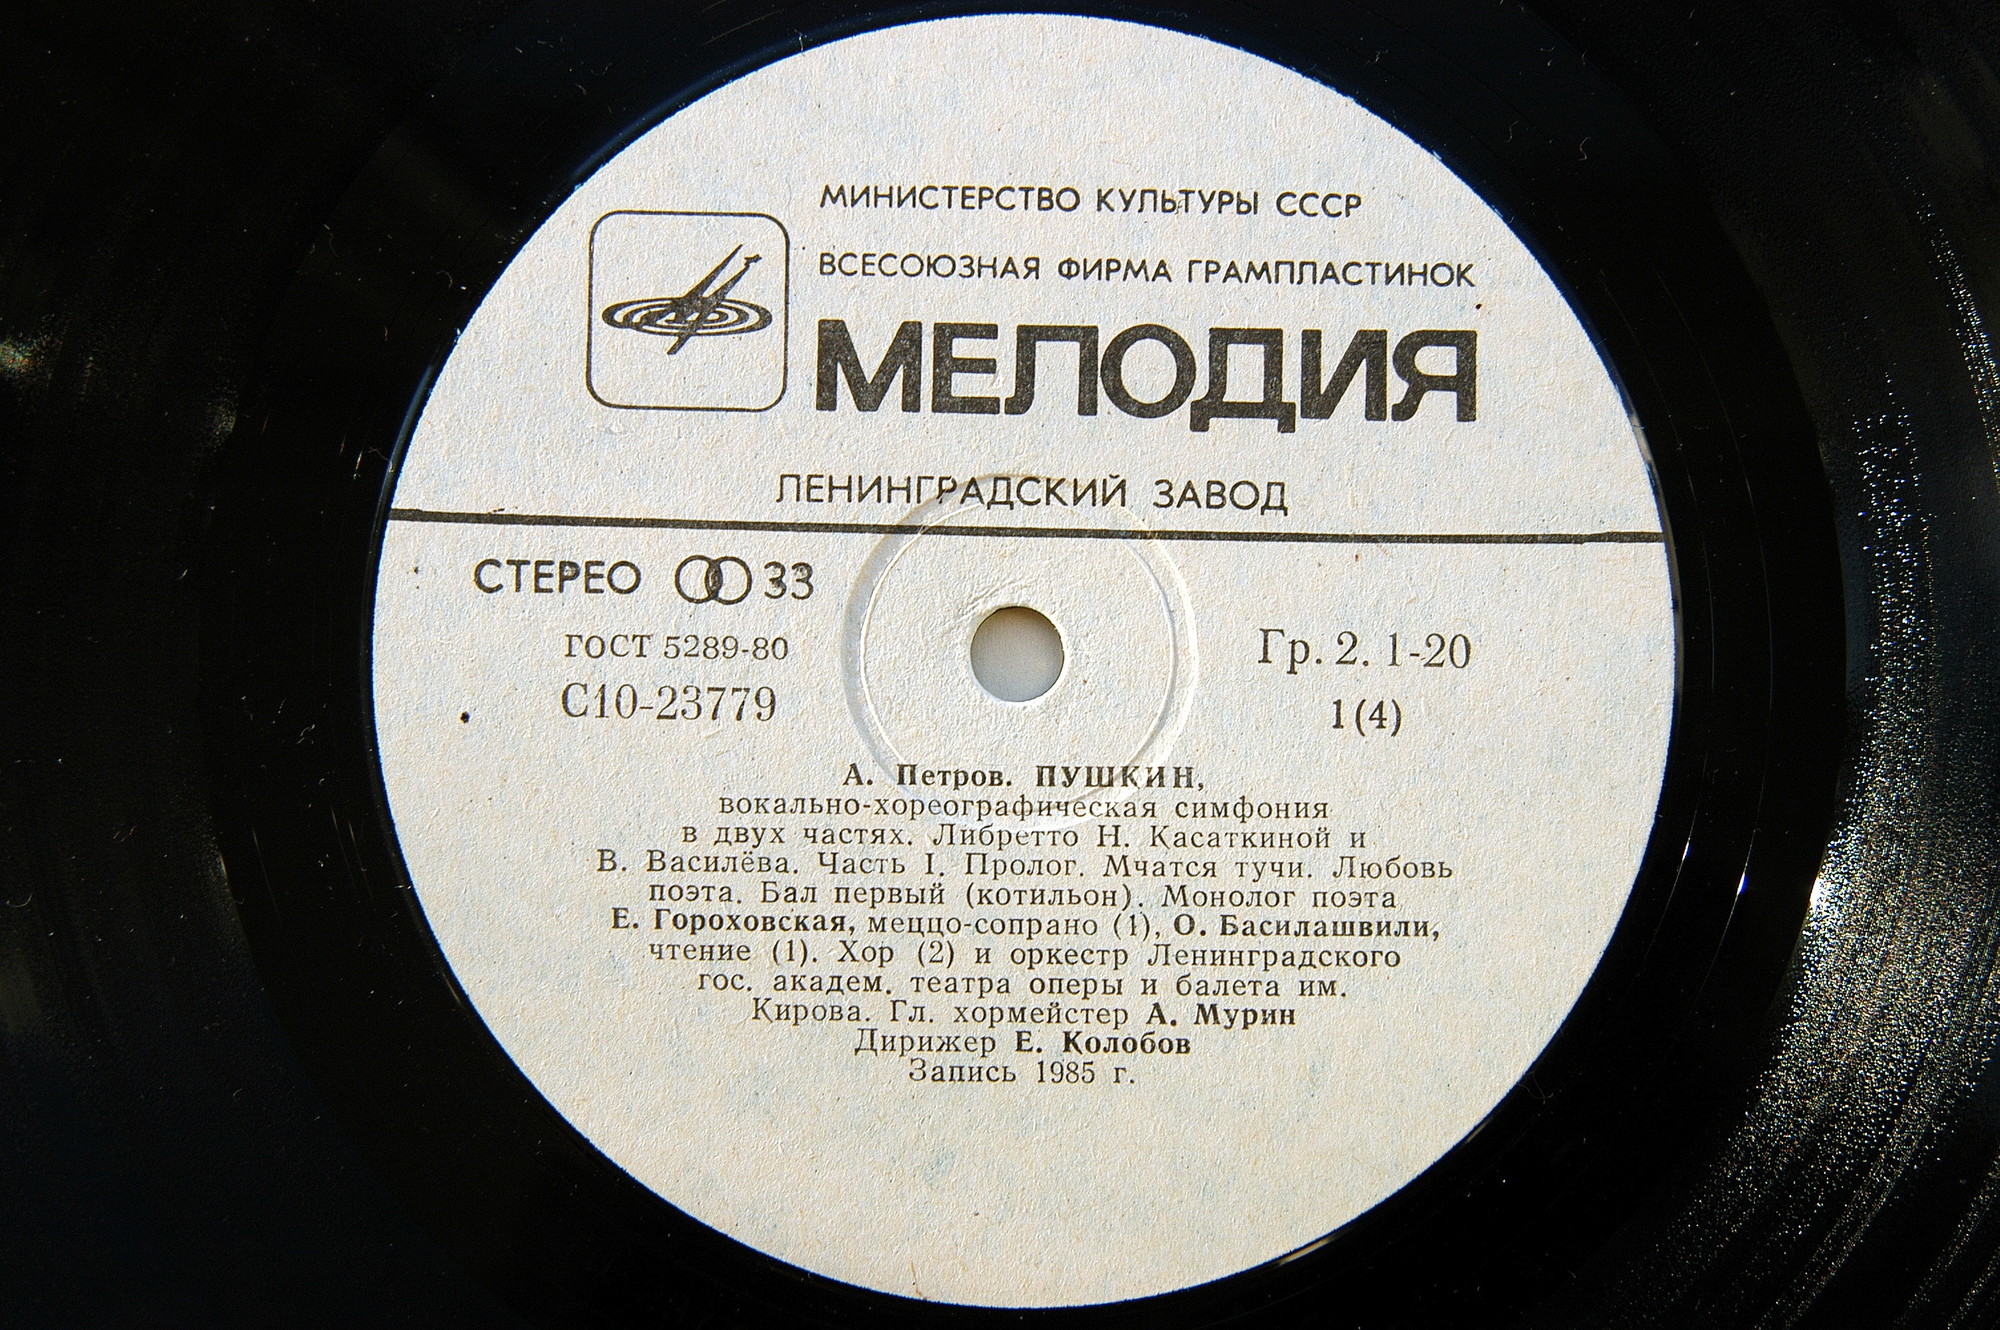 МИНИСТЕРСТВО КУЛЬТУРЫ СССР
ВСЕСОЮЗНАЯ ФИРМА ГРАМПЛАСТИНОК
МЕЛОДИЯ
ЛЕНИНГРАДСКИЙ ЗАВОД
СТЕРЕО 33
ГОСТ 5289-80
С10-23779
Гр. 2. 1-20
1 (4)
А. Петров. ПУШКИН,
вокально-хореографическая симфония
в двух частях. Либретто Н. Касаткиной и
В. Василёва. Часть I. Пролог. Мчатся тучи. Любовь
поэта. Бал первый (котильон). Монолог поэта
Е. Гороховская, меццо-сопрано (1), О. Басилашвили,
чтение (1). Хор (2) и оркестр Ленинградского
гос. академ. театра оперы и балета им.
Кирова. Гл. хормейстер А. Мурин
Дирижер Е. Колобов
Запись 1985 г.